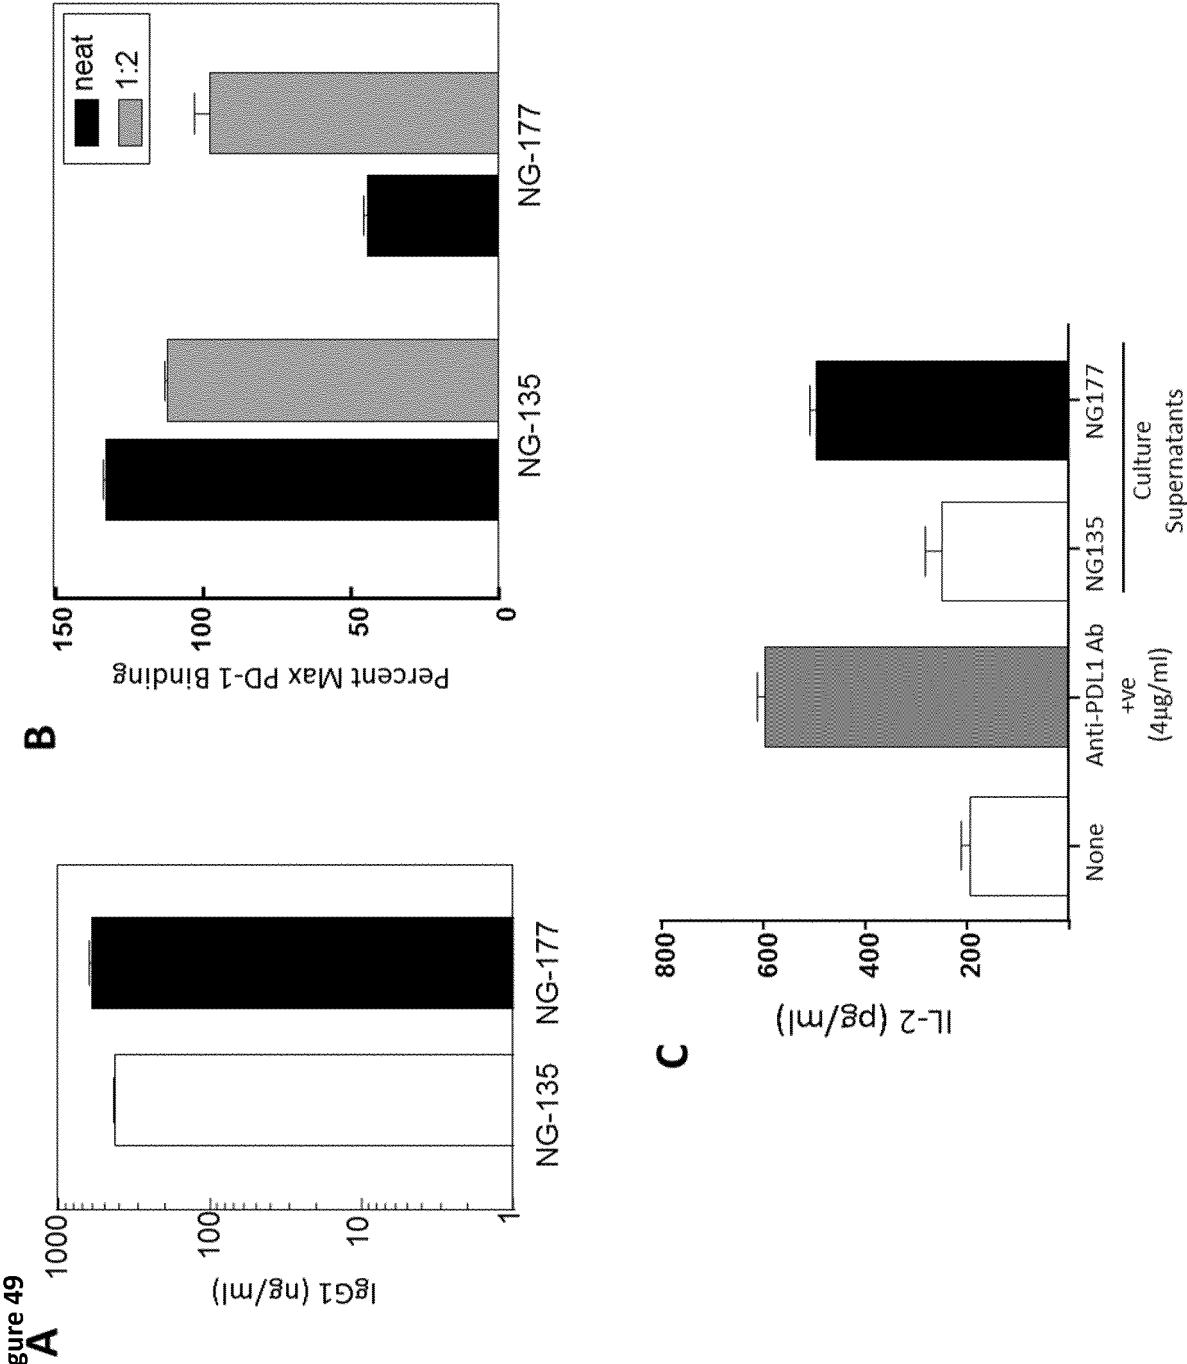 gure 49
A
IgG1 (ng/ml)
1000
100
10
1
NG-135
NG-177
B
Percent Max PD-1 Binding
150
100
50
0
neat
1:2
NG-135
NG-177
C
IL-2 (pg/ml)
800
600
400
200
None
Anti-PDL1 Ab
+ve
(4µg/ml)
NG135
NG177
Culture
Supernatants